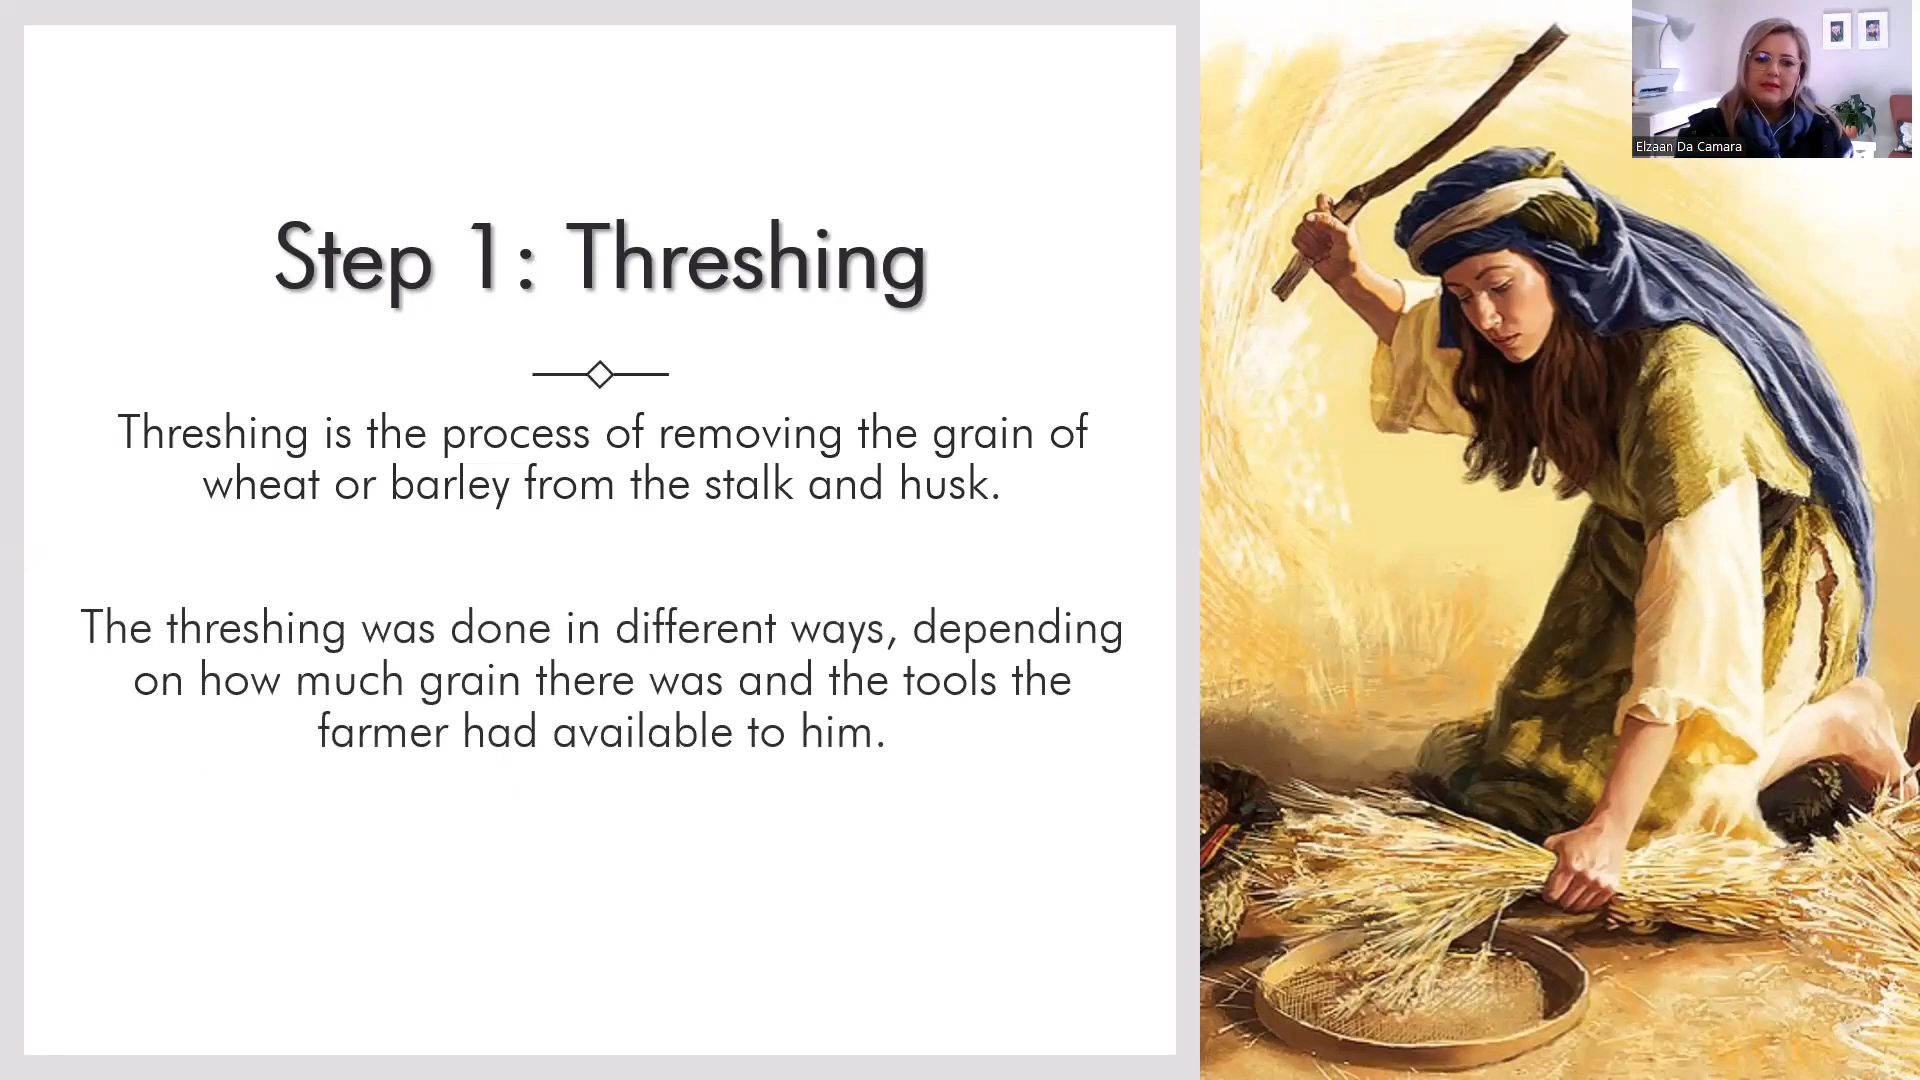 Step 1: Threshing
Threshing is the process of removing the grain of
wheat or barley from the stalk and husk.
The threshing was done in different ways, depending
on how much grain there was and the tools the
farmer had available to him.
Elzaan Da Camara